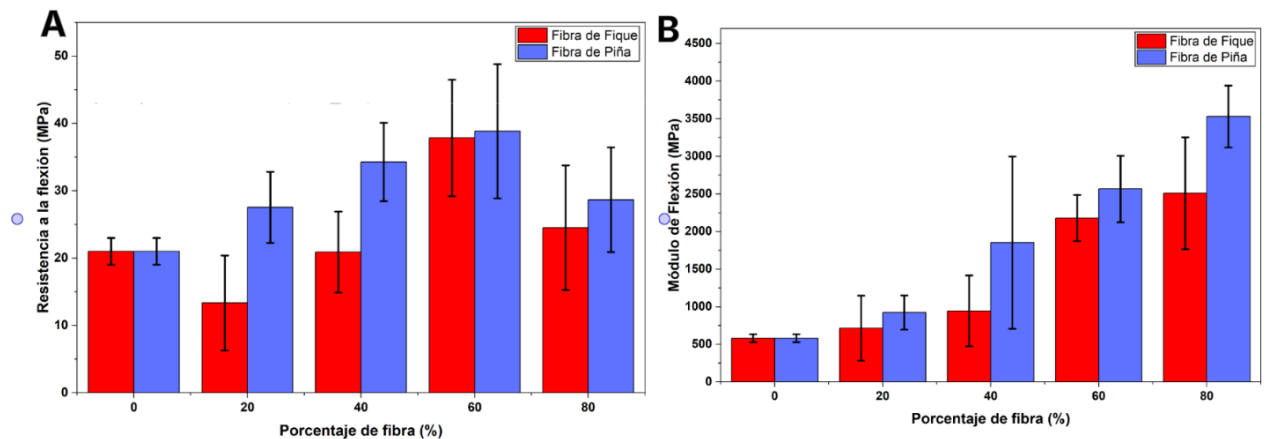 A
Fibra de Fique
Fibra de Piña
Resistencia a la flexión (MPa)
50
40
30
20
10
0
0 20 40 60 80
Porcentaje de fibra (%)
B
Fibra de Fique
Fibra de Piña
Módulo de Flexión (MPa)
4500
4000
3500
3000
2500
2000
1500
1000
500
0
0 20 40 60 80
Porcentaje de fibra (%)